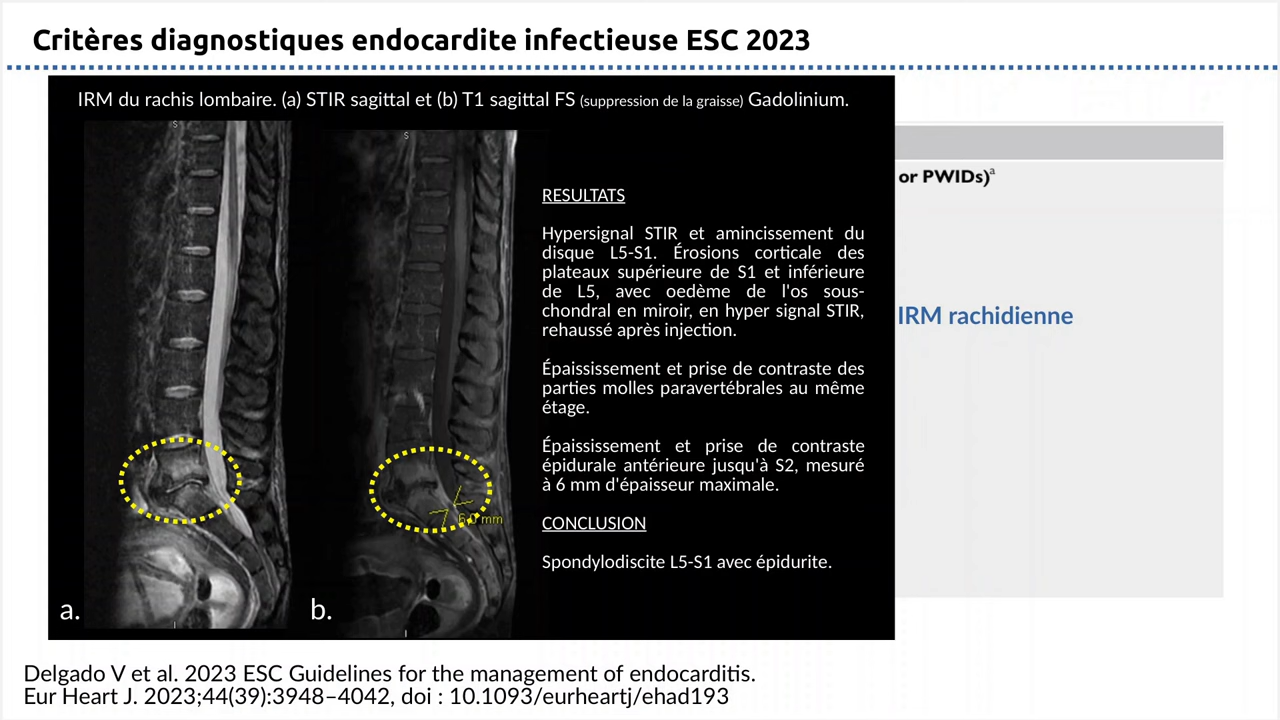 Critères diagnostiques endocardite infectieuse ESC 2023
IRM du rachis lombaire. (a) STIR sagittal et (b) T1 sagittal FS (suppression de la graisse) Gadolinium.
S
S
RESULTATS
Hypersignal STIR et amincissement du
disque L5-S1. Érosions corticale des
plateaux supérieure de S1 et inférieure
de L5, avec oedème de l'os sous-
chondral en miroir, en hyper signal STIR,
rehaussé après injection.
Épaississement et prise de contraste des
parties molles paravertébrales au même
étage.
Épaississement et prise de contraste
épidurale antérieure jusqu'à S2, mesuré
à 6 mm d'épaisseur maximale.
CONCLUSION
Spondylodiscite L5-S1 avec épidurite.
mm
a.
b.
or PWIDs)a
IRM rachidienne
Delgado V et al. 2023 ESC Guidelines for the management of endocarditis.
Eur Heart J. 2023;44(39):3948–4042, doi : 10.1093/eurheartj/ehad193